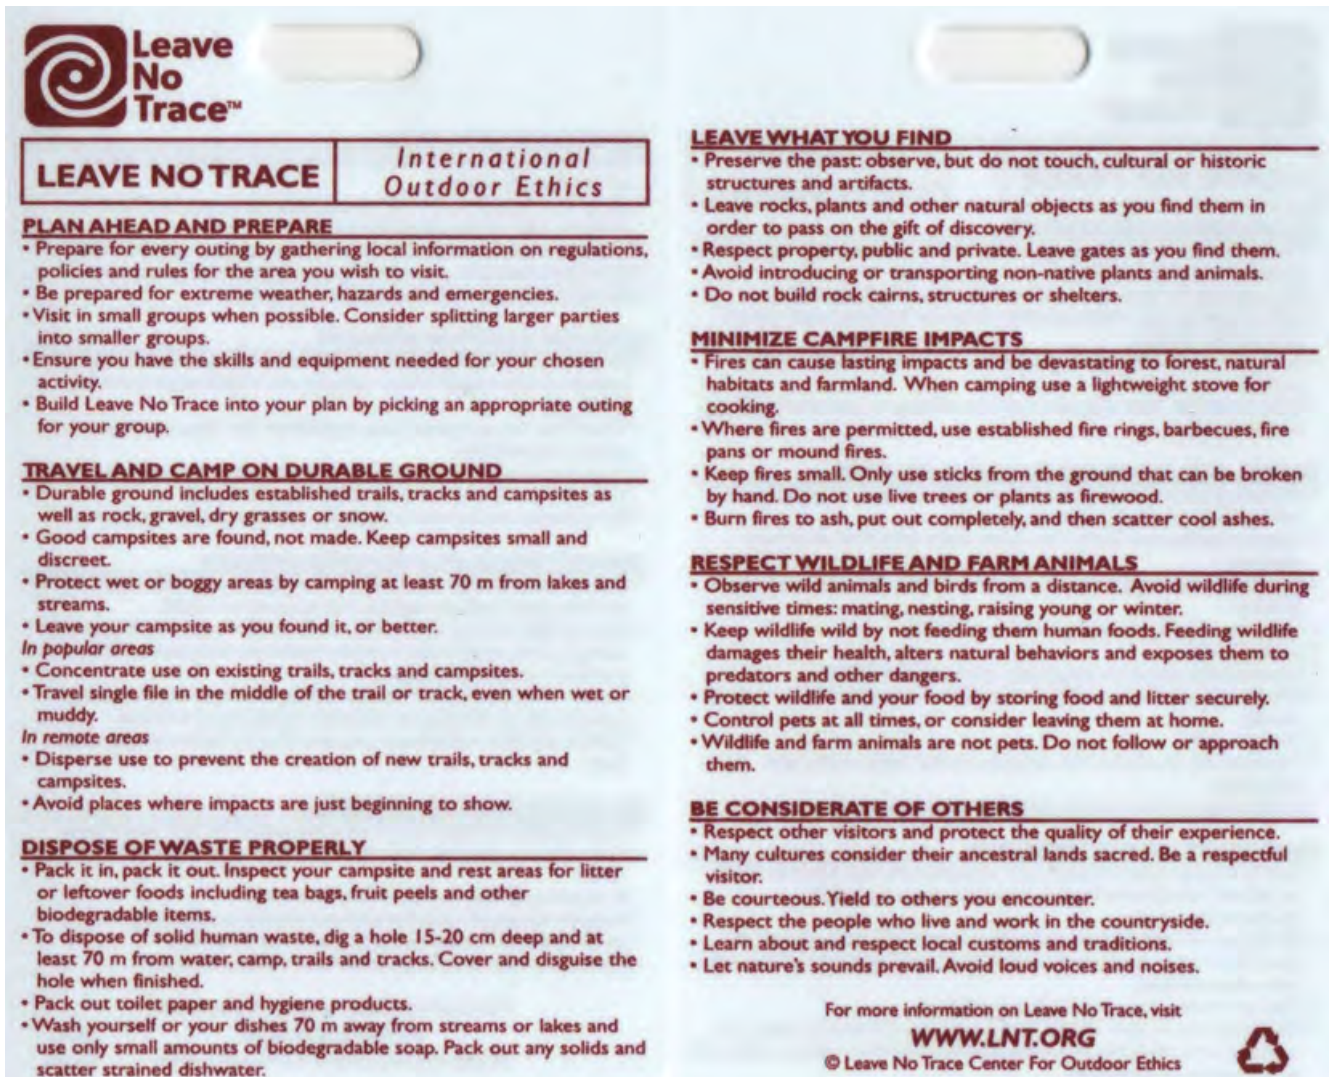 Leave
No
Trace™
LEAVE NO TRACE
International
Outdoor Ethics
PLAN AHEAD AND PREPARE
• Prepare for every outing by gathering local information on regulations,
policies and rules for the area you wish to visit.
• Be prepared for extreme weather, hazards and emergencies.
• Visit in small groups when possible. Consider splitting larger parties
into smaller groups.
• Ensure you have the skills and equipment needed for your chosen
activity.
• Build Leave No Trace into your plan by picking an appropriate outing
for your group.
TRAVEL AND CAMP ON DURABLE GROUND
• Durable ground includes established trails, tracks and campsites as
well as rock, gravel, dry grasses or snow.
• Good campsites are found, not made. Keep campsites small and
discreet.
• Protect wet or boggy areas by camping at least 70 m from lakes and
streams.
• Leave your campsite as you found it, or better.
In popular areas
• Concentrate use on existing trails, tracks and campsites.
• Travel single file in the middle of the trail or track, even when wet or
muddy.
In remote areas
• Disperse use to prevent the creation of new trails, tracks and
campsites.
• Avoid places where impacts are just beginning to show.
DISPOSE OF WASTE PROPERLY
• Pack it in, pack it out. Inspect your campsite and rest areas for litter
or leftover foods including tea bags, fruit peels and other
biodegradable items.
• To dispose of solid human waste, dig a hole 15-20 cm deep and at
least 70 m from water, camp, trails and tracks. Cover and disguise the
hole when finished.
• Pack out toilet paper and hygiene products.
• Wash yourself or your dishes 70 m away from streams or lakes and
use only small amounts of biodegradable soap. Pack out any solids and
scatter strained dishwater.
LEAVE WHAT YOU FIND
• Preserve the past: observe, but do not touch, cultural or historic
structures and artifacts.
• Leave rocks, plants and other natural objects as you find them in
order to pass on the gift of discovery.
• Respect property, public and private. Leave gates as you find them.
• Avoid introducing or transporting non-native plants and animals.
• Do not build rock cairns, structures or shelters.
MINIMIZE CAMPFIRE IMPACTS
• Fires can cause lasting impacts and be devastating to forest, natural
habitats and farmland. When camping use a lightweight stove for
cooking.
• Where fires are permitted, use established fire rings, barbecues, fire
pans or mound fires.
• Keep fires small. Only use sticks from the ground that can be broken
by hand. Do not use live trees or plants as firewood.
• Burn fires to ash, put out completely, and then scatter cool ashes.
RESPECT WILDLIFE AND FARM ANIMALS
• Observe wild animals and birds from a distance. Avoid wildlife during
sensitive times: mating, nesting, raising young or winter.
• Keep wildlife wild by not feeding them human foods. Feeding wildlife
damages their health, alters natural behaviors and exposes them to
predators and other dangers.
• Protect wildlife and your food by storing food and litter securely.
• Control pets at all times, or consider leaving them at home.
• Wildlife and farm animals are not pets. Do not follow or approach
them.
BE CONSIDERATE OF OTHERS
• Respect other visitors and protect the quality of their experience.
• Many cultures consider their ancestral lands sacred. Be a respectful
visitor.
• Be courteous. Yield to others you encounter.
• Respect the people who live and work in the countryside.
• Learn about and respect local customs and traditions.
• Let nature's sounds prevail. Avoid loud voices and noises.
For more information on Leave No Trace, visit
WWW.LNT.ORG
© Leave No Trace Center For Outdoor Ethics